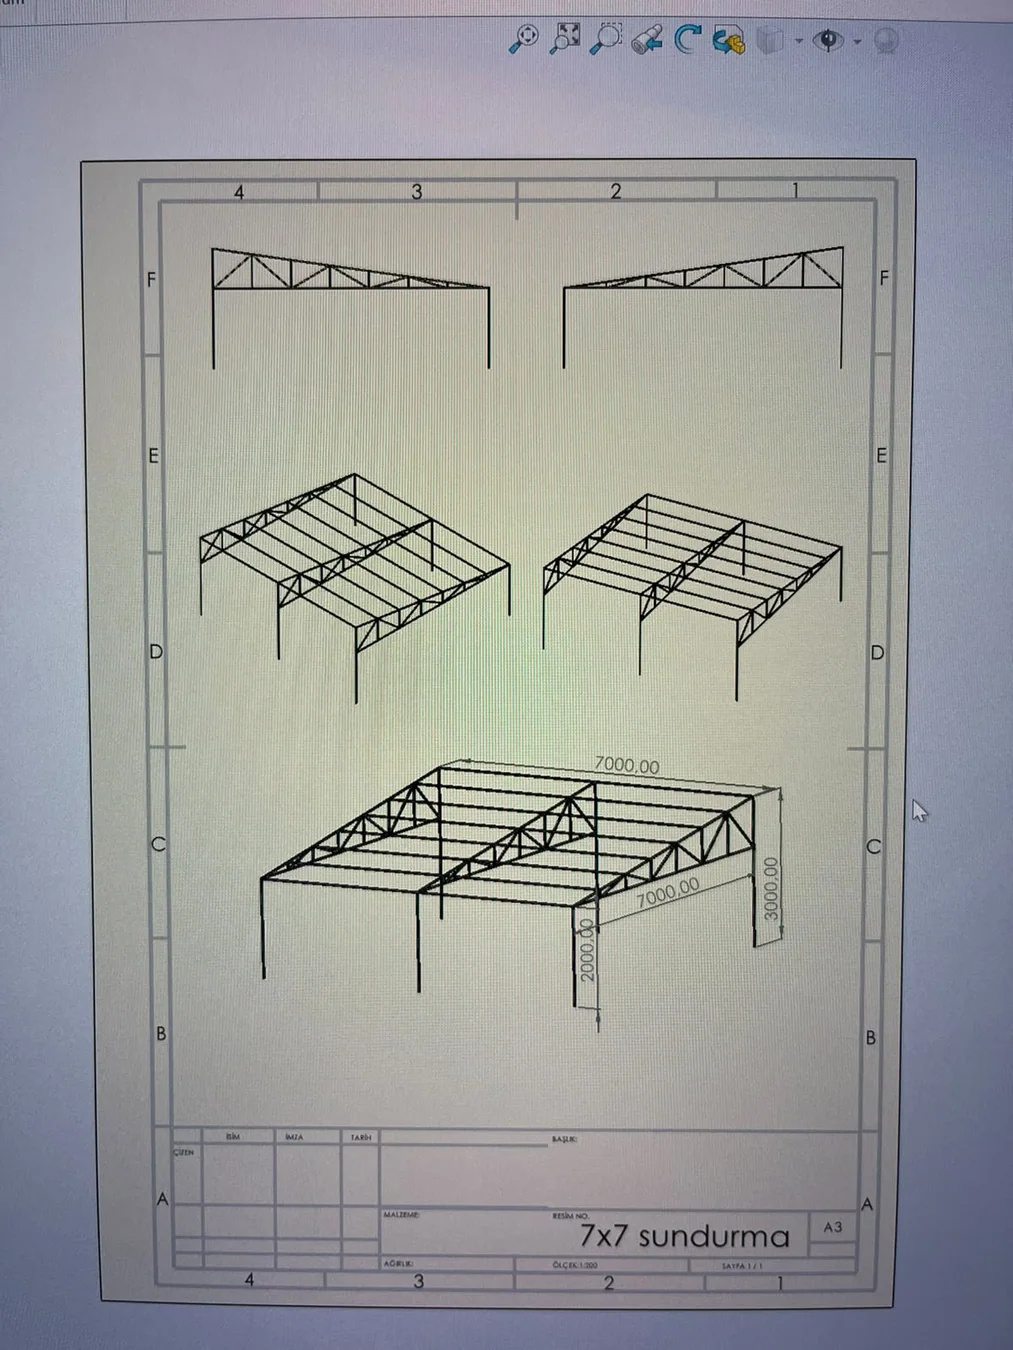 4 3 2 1
F F
E E
D D
7000,00
C C
7000,00
3000,00
2000,00
B B
İSİM İMZA TARİH BAŞLIK:
ÇİZEN
A A
MALZEME: RESİM NO.
7x7 sundurma A3
AĞIRLIK: ÖLÇEK:1:200 SAYFA 1 / 1
4 3 2 1